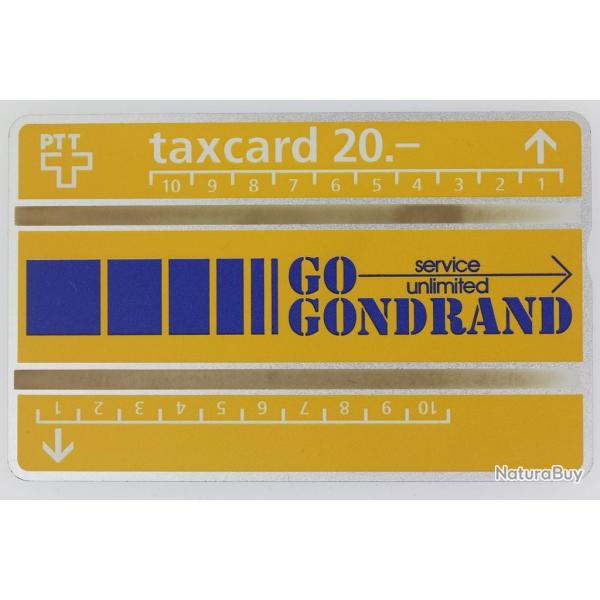 PTT
taxcard 20.–
10 9 8 7 6 5 4 3 2 1
GO service
unlimited
GONDRAND
1 2 3 4 5 6 7 8 9 10
NaturaBuy